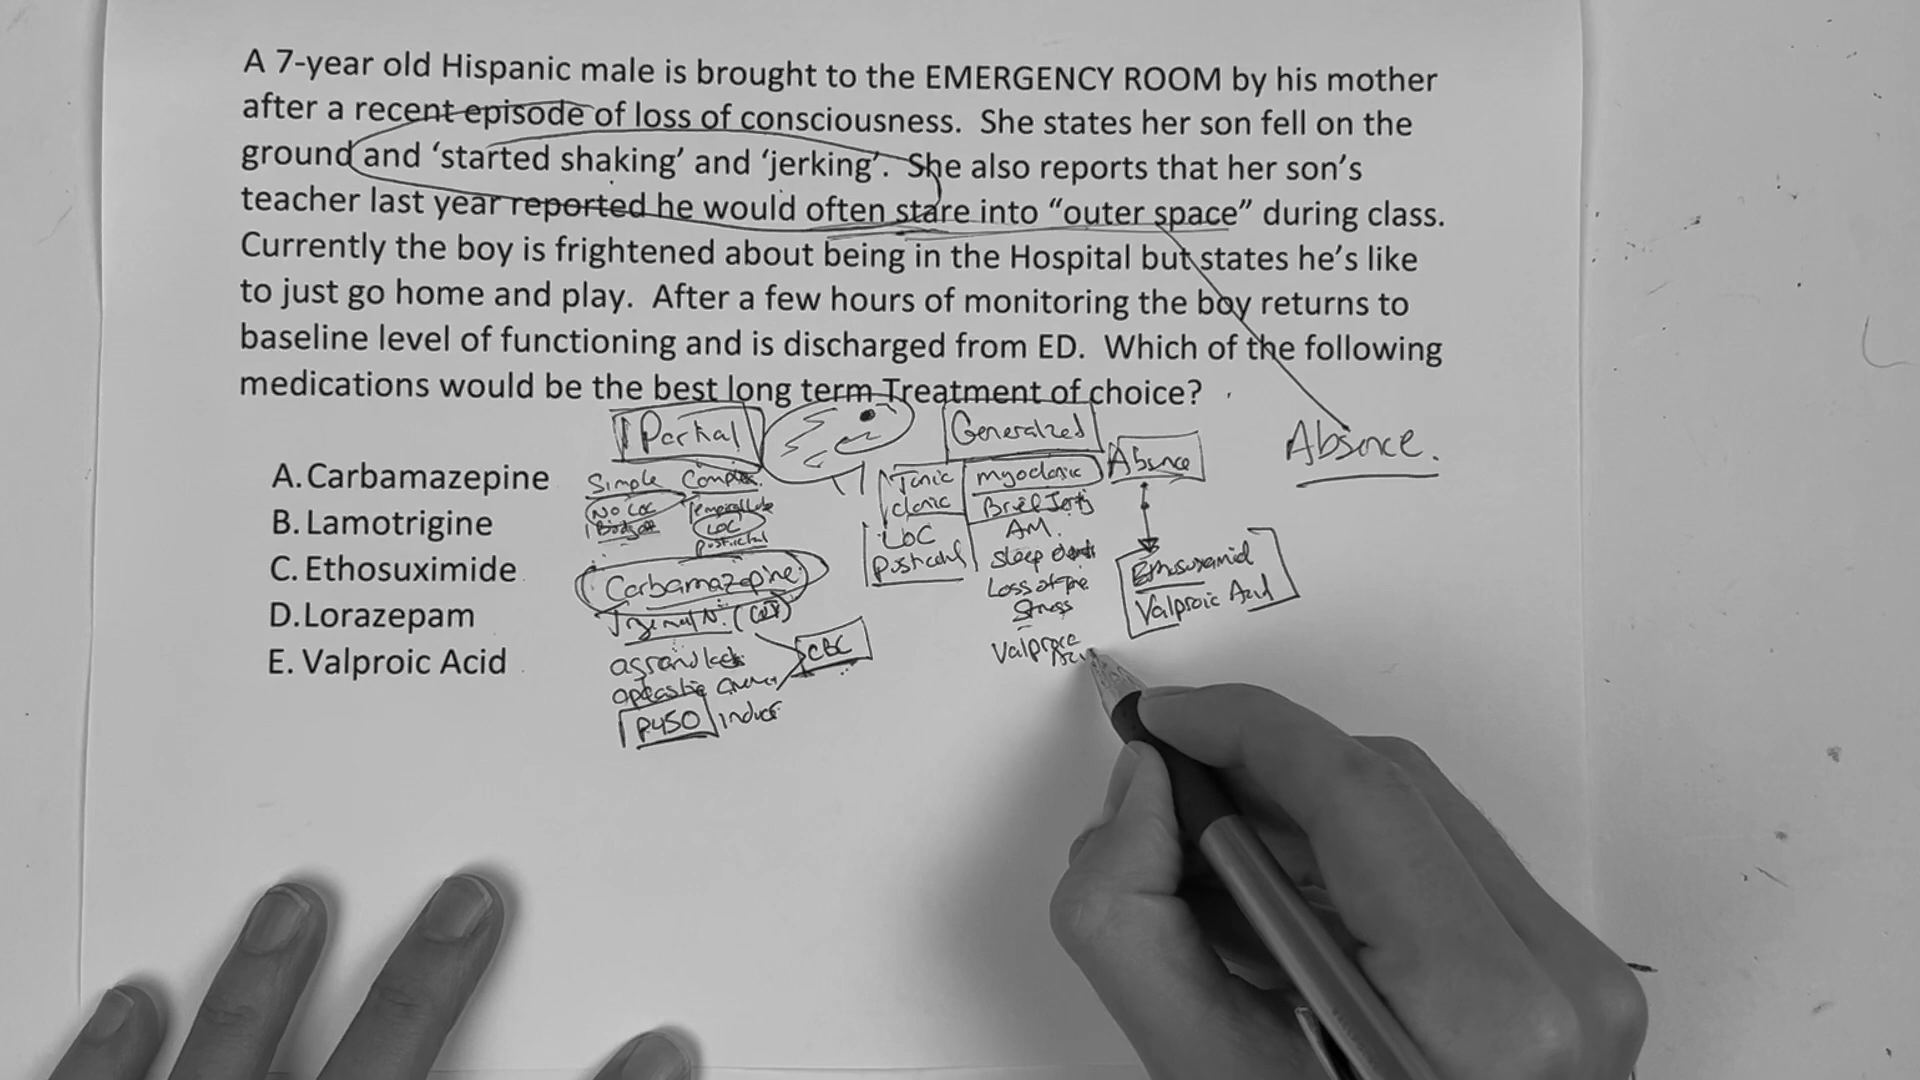 A 7-year old Hispanic male is brought to the EMERGENCY ROOM by his mother
after a recent episode of loss of consciousness. She states her son fell on the
ground and ‘started shaking’ and ‘jerking’. She also reports that her son’s
teacher last year reported he would often stare into “outer space” during class.
Currently the boy is frightened about being in the Hospital but states he’s like
to just go home and play. After a few hours of monitoring the boy returns to
baseline level of functioning and is discharged from ED. Which of the following
medications would be the best long term Treatment of choice?
A. Carbamazepine
B. Lamotrigine
C. Ethosuximide
D. Lorazepam
E. Valproic Acid
Partial
Simple
No LOC
Complex
Temporal Lobe
LOC
Postictal
Carbamazepine
CBC
P450
Generalized
Tonic
Clonic
LOC
Myoclonic
Brief Jerks
AM
Sleep
Stress
Valproic
Absence
Valproic Acid
Absence.